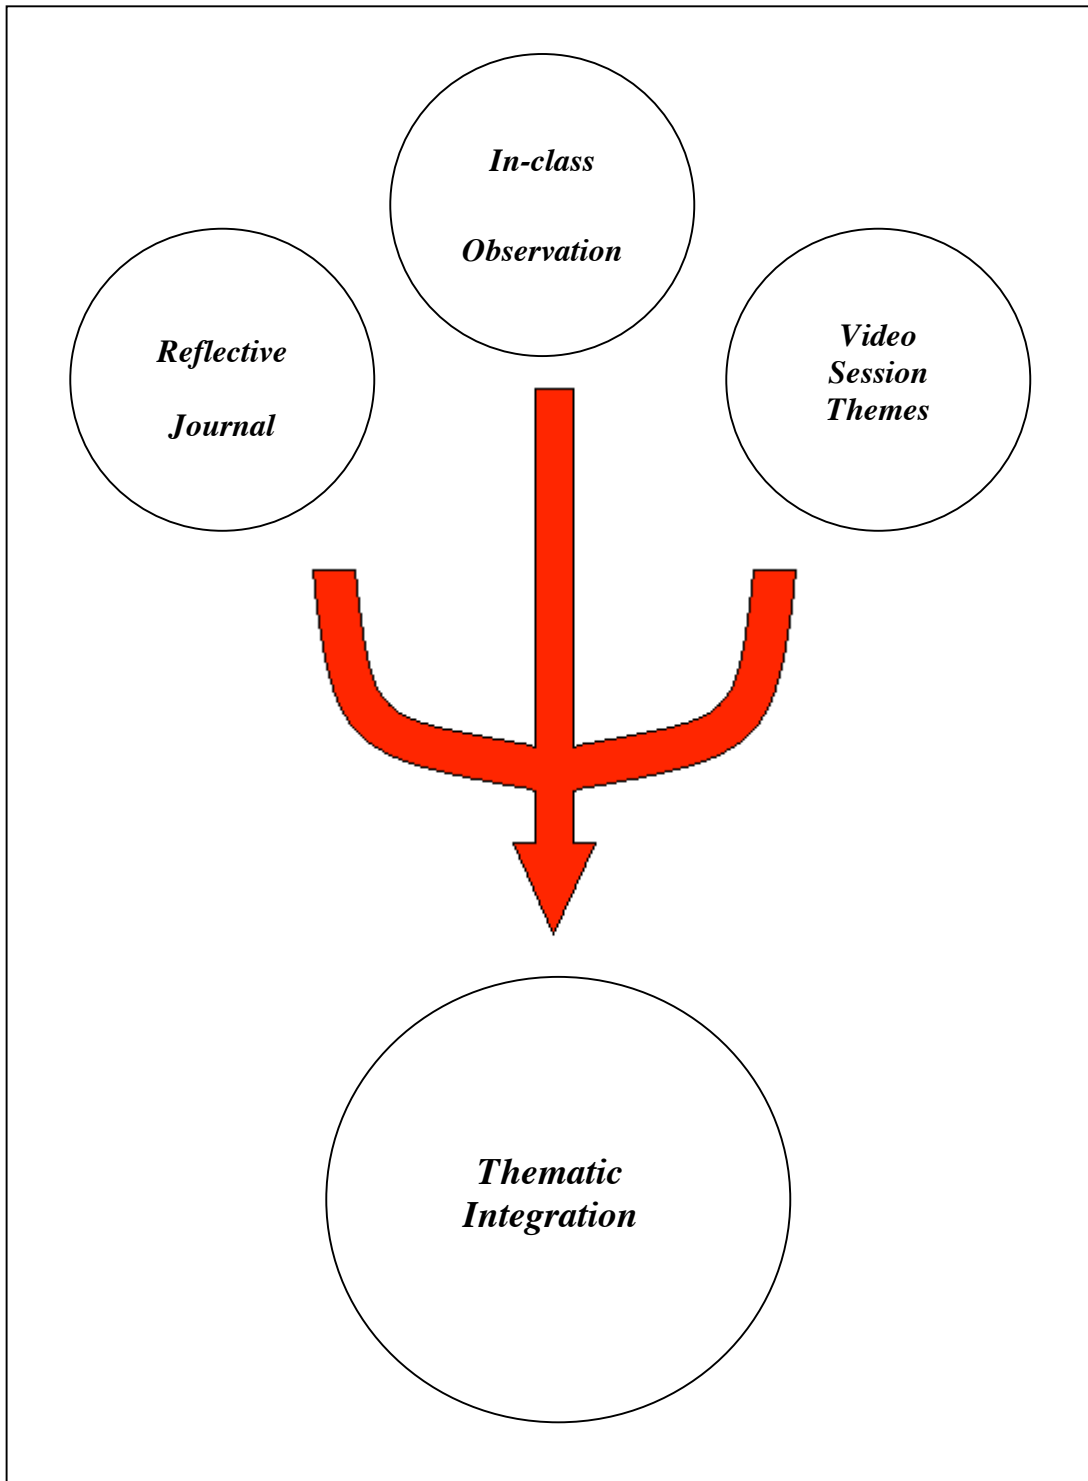 In-class
Observation
Reflective
Journal
Video
Session
Themes
Thematic
Integration